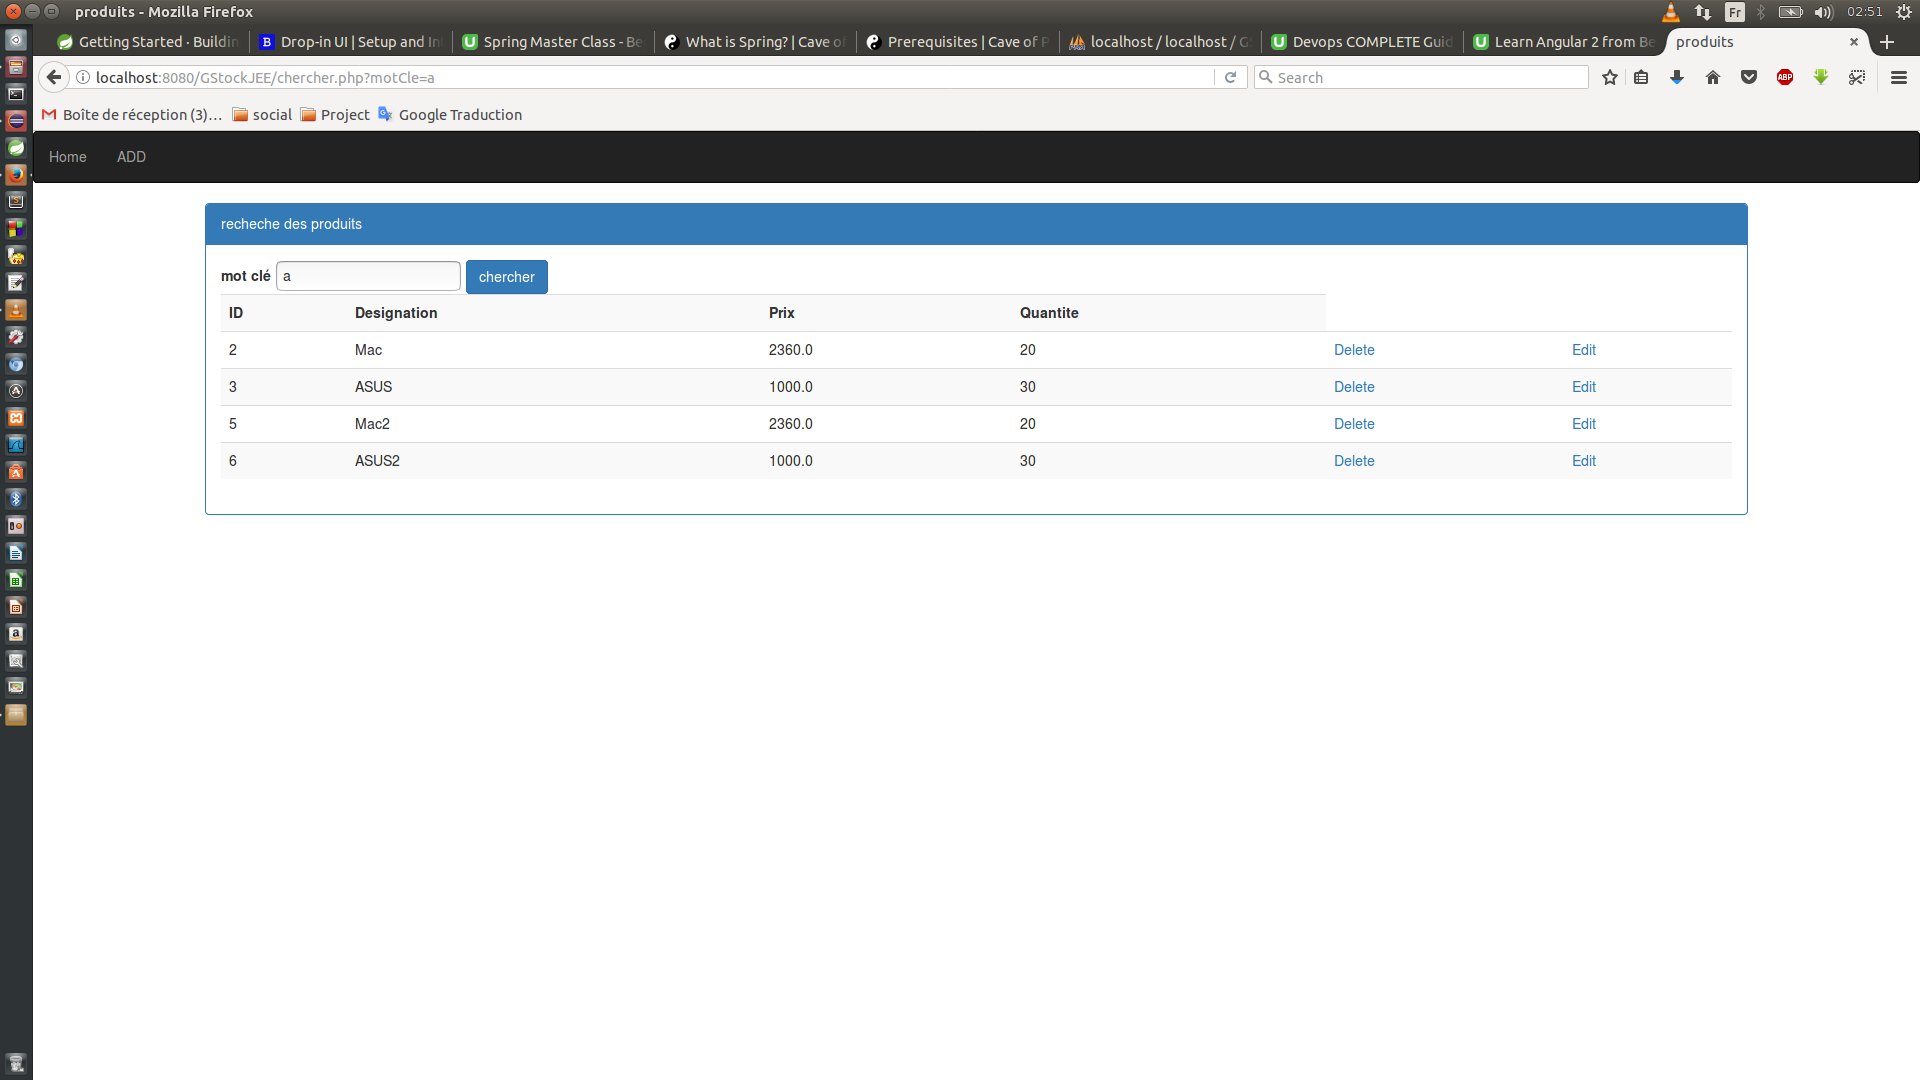 produits - Mozilla Firefox
Fr
02:51
Getting Started · Buildin
Drop-in UI | Setup and In
Spring Master Class - Be
What is Spring? | Cave of
Prerequisites | Cave of P
localhost / localhost / G
Devops COMPLETE Guid
Learn Angular 2 from Be
produits
localhost:8080/GStockJEE/chercher.php?motCle=a
Search
ABP
Boîte de réception (3)...
social
Project
Google Traduction
Home
ADD
recheche des produits
mot clé
a
chercher
ID Designation Prix Quantite
2 Mac 2360.0 20 Delete Edit
3 ASUS 1000.0 30 Delete Edit
5 Mac2 2360.0 20 Delete Edit
6 ASUS2 1000.0 30 Delete Edit